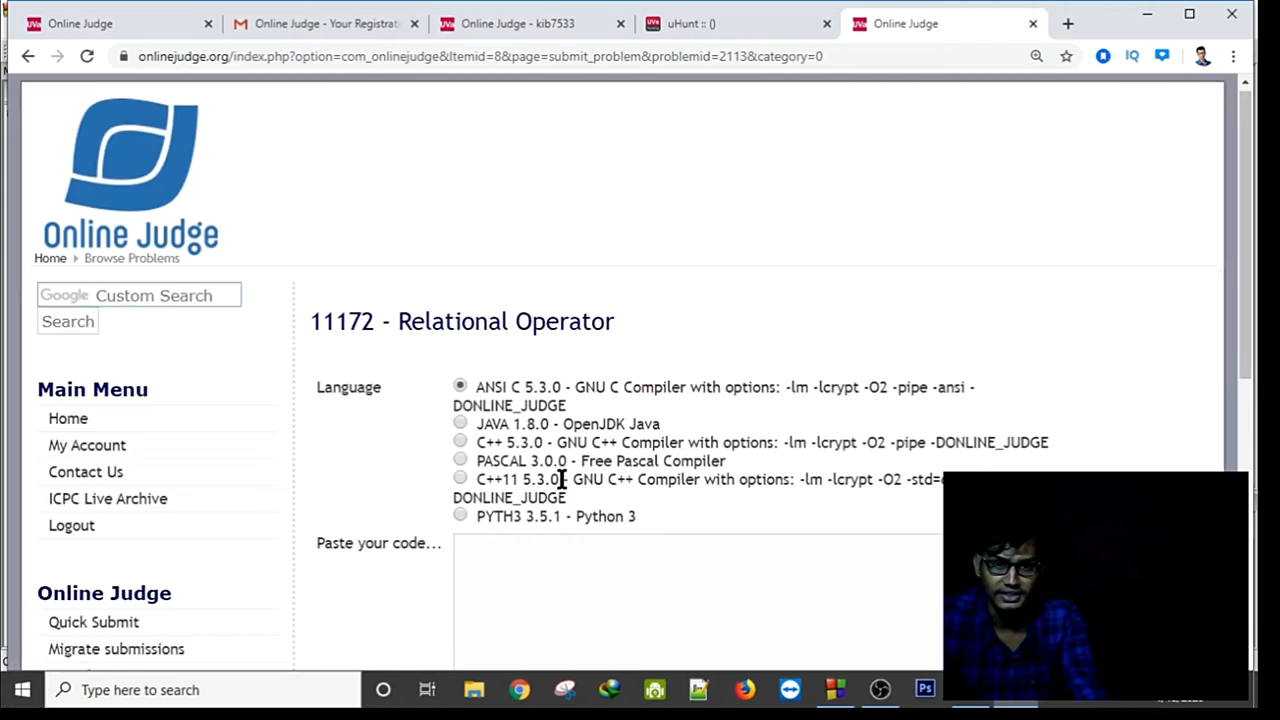 Online Judge
Online Judge - Your Registrati
Online Judge - kib7533
uHunt :: ()
Online Judge
onlinejudge.org/index.php?option=com_onlinejudge&Itemid=8&page=submit_problem&problemid=2113&category=0
Online Judge
Home Browse Problems
Google Custom Search
Search
11172 - Relational Operator
Main Menu
Home
My Account
Contact Us
ICPC Live Archive
Logout
Online Judge
Quick Submit
Migrate submissions
Language
ANSI C 5.3.0 - GNU C Compiler with options: -lm -lcrypt -O2 -pipe -ansi -
DONLINE_JUDGE
JAVA 1.8.0 - OpenJDK Java
C++ 5.3.0 - GNU C++ Compiler with options: -lm -lcrypt -O2 -pipe -DONLINE_JUDGE
PASCAL 3.0.0 - Free Pascal Compiler
C++11 5.3.0 - GNU C++ Compiler with options: -lm -lcrypt -O2
DONLINE_JUDGE
PYTH3 3.5.1 - Python 3
Paste your code...
Type here to search
Ps